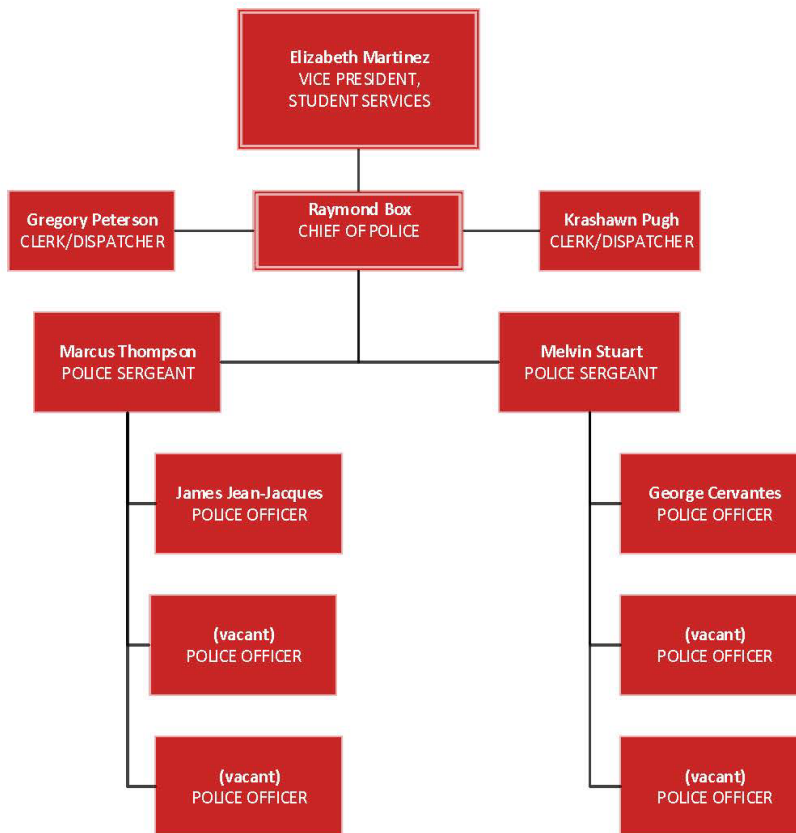 Elizabeth Martinez
VICE PRESIDENT,
STUDENT SERVICES
Gregory Peterson
CLERK/DISPATCHER
Raymond Box
CHIEF OF POLICE
Krashawn Pugh
CLERK/DISPATCHER
Marcus Thompson
POLICE SERGEANT
Melvin Stuart
POLICE SERGEANT
James Jean-Jacques
POLICE OFFICER
George Cervantes
POLICE OFFICER
(vacant)
POLICE OFFICER
(vacant)
POLICE OFFICER
(vacant)
POLICE OFFICER
(vacant)
POLICE OFFICER